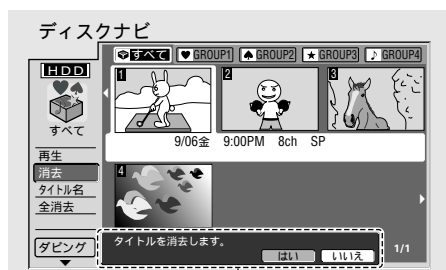 ディスクナビ
すべて ♥ GROUP1 ♠ GROUP2 ★ GROUP3 ♪ GROUP4
HDD
1 2 3
すべて
9/06金 9:00PM 8ch SP
再生
消去
4
タイトル名
全消去
タイトルを消去します。
ダビング
はい いいえ
1/1